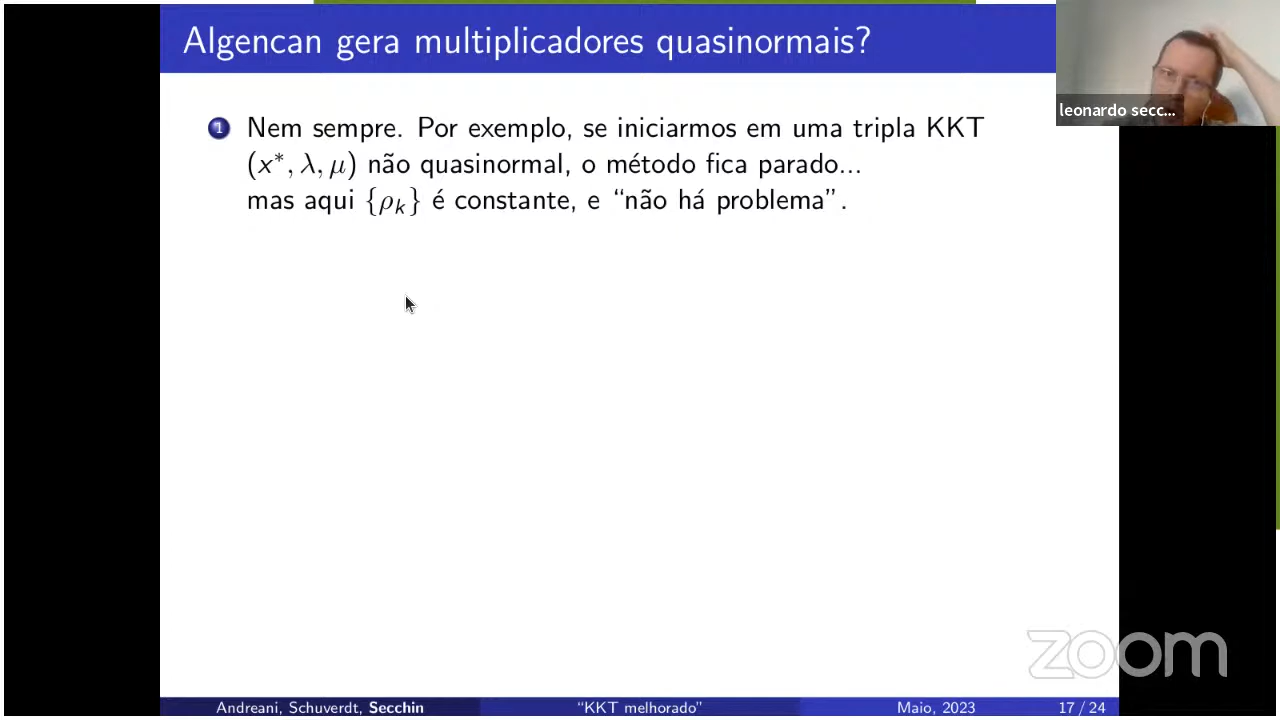 Algencan gera multiplicadores quasinormais?
leonardo secc...
1 Nem sempre. Por exemplo, se iniciarmos em uma tripla KKT
(x*, λ, μ) não quasinormal, o método fica parado...
mas aqui {ρₖ} é constante, e “não há problema”.
zoom
Andreani, Schuverdt, Secchin “KKT melhorado” Maio, 2023 17 / 24